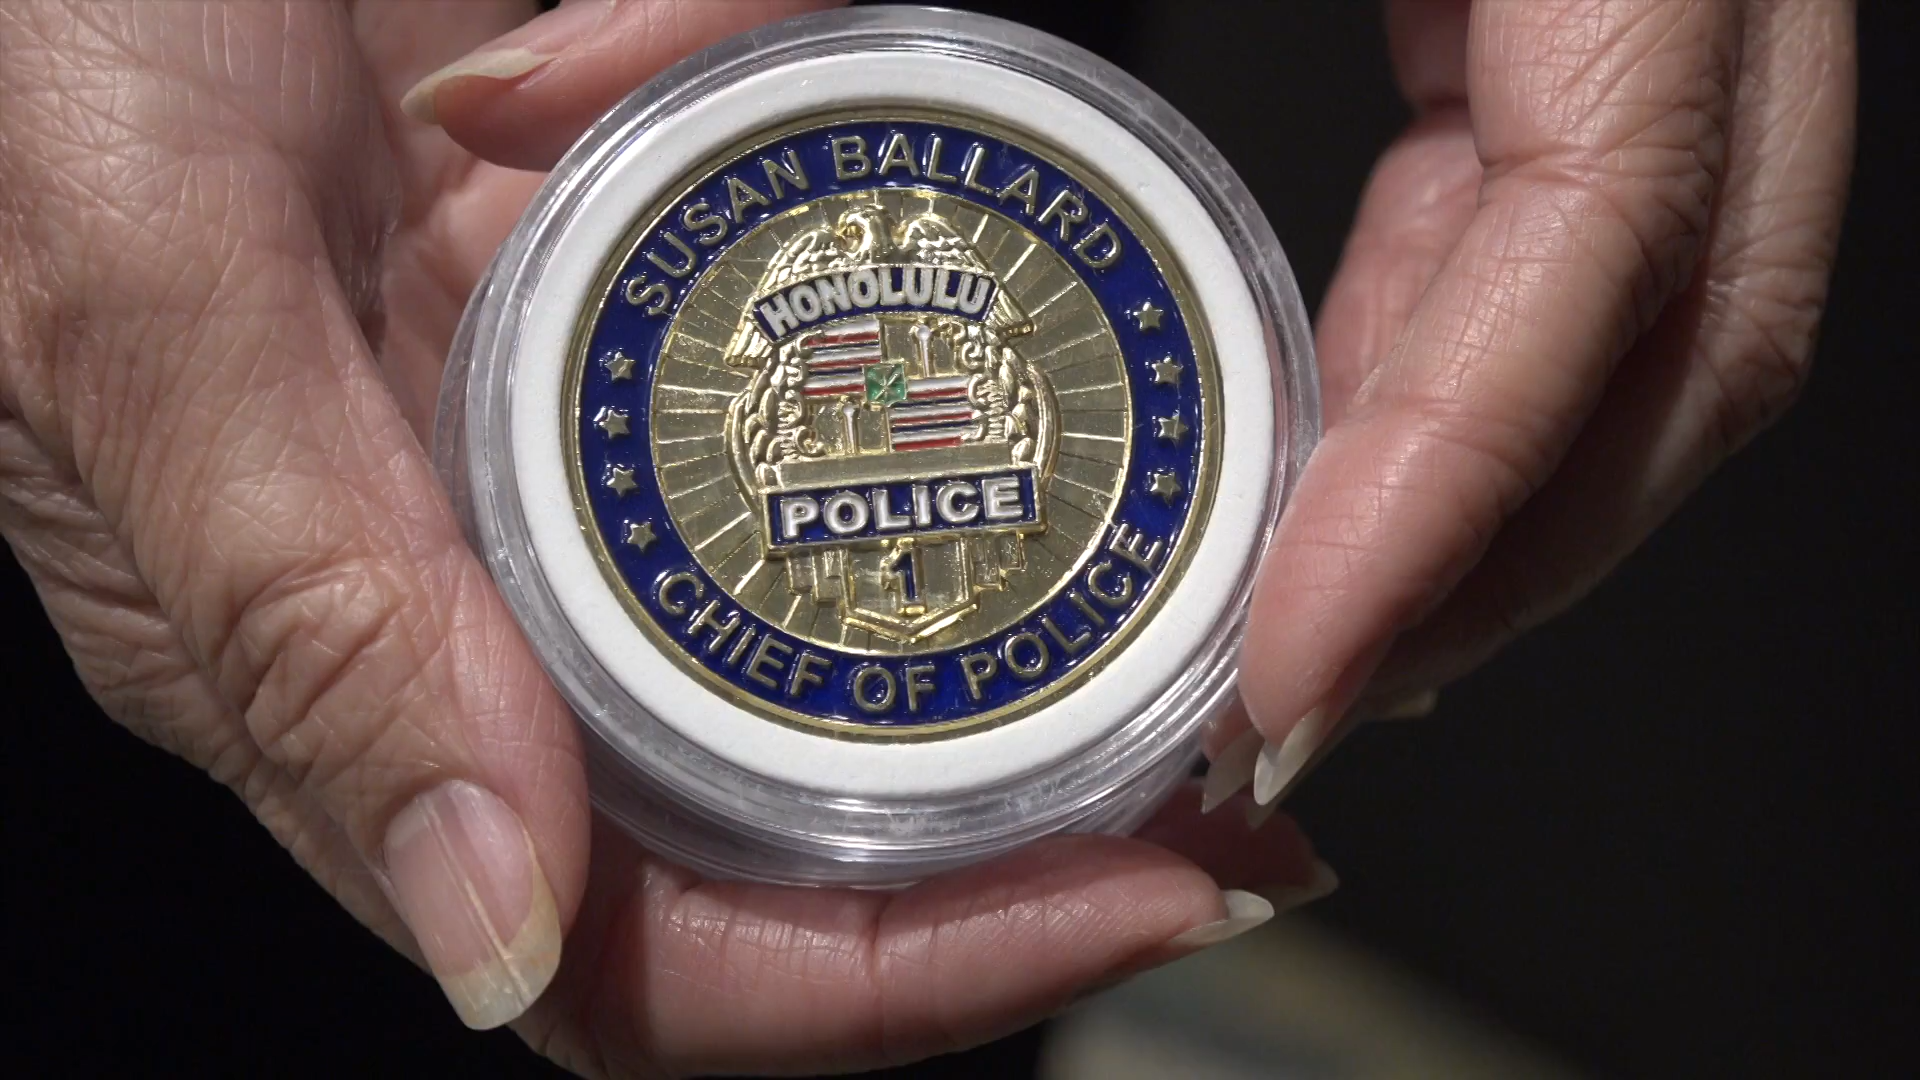 SUSAN BALLARD
HONOLULU
POLICE
1
CHIEF OF POLICE